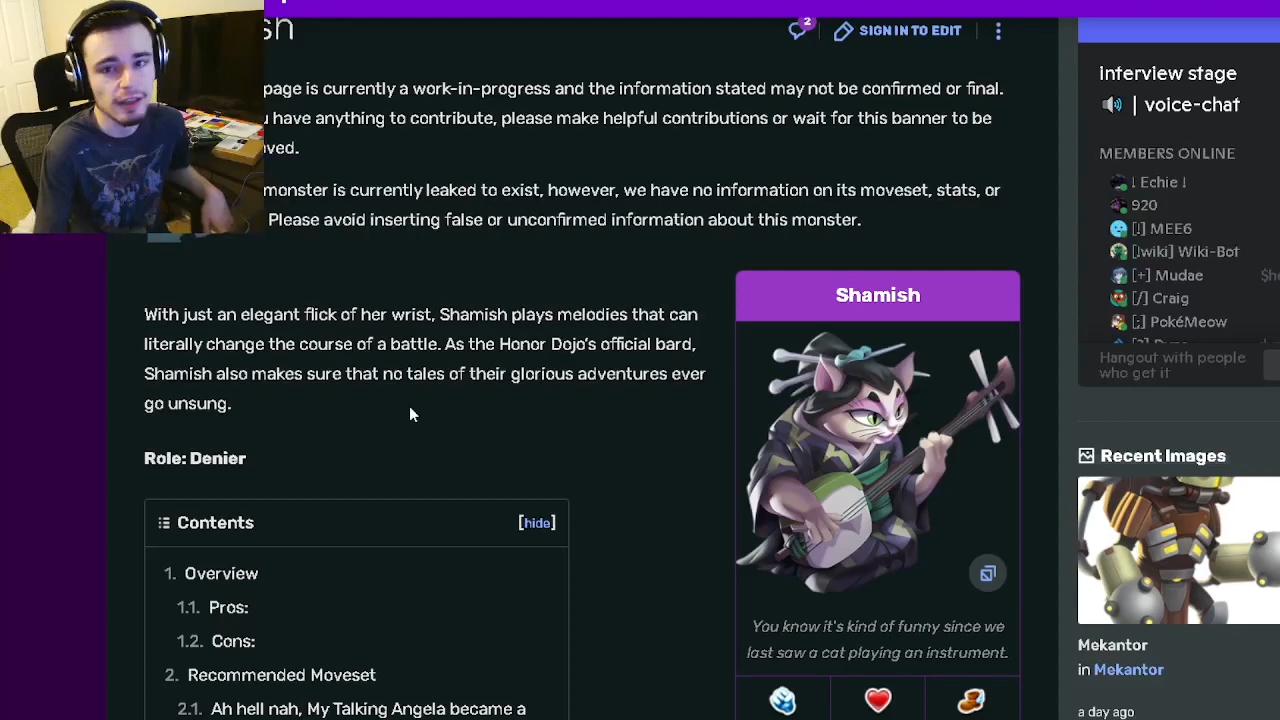 sh
2
SIGN IN TO EDIT
page is currently a work-in-progress and the information stated may not be confirmed or final.
have anything to contribute, please make helpful contributions or wait for this banner to be
monster is currently leaked to exist, however, we have no information on its moveset, stats, or
Please avoid inserting false or unconfirmed information about this monster.
With just an elegant flick of her wrist, Shamish plays melodies that can
literally change the course of a battle. As the Honor Dojo's official bard,
Shamish also makes sure that no tales of their glorious adventures ever
go unsung.
Role: Denier
Contents
[hide]
1. Overview
1.1. Pros:
1.2. Cons:
2. Recommended Moveset
2.1. Ah hell nah, My Talking Angela became a
Shamish
You know it's kind of funny since we
last saw a cat playing an instrument.
Interview stage
| voice-chat
MEMBERS ONLINE
! Echie !
920
[!] MEE6
[!wiki] Wiki-Bot
[+] Mudae
[/] Craig
[;] PokéMeow
Hangout with people
who get it
Recent Images
Mekantor
in Mekantor
a day ago